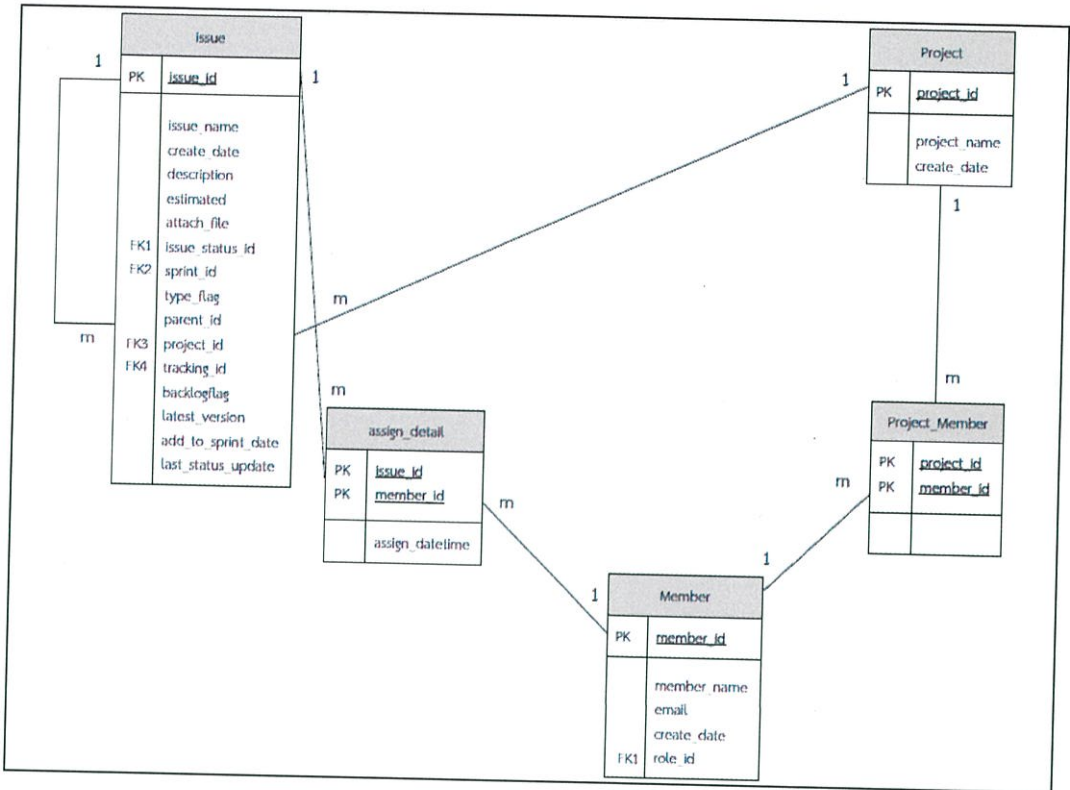 issue
1
PK issue_id
1
issue_name
create_date
description
estimated
attach_file
FK1 issue_status_id
FK2 sprint_id
type_flag
parent_id
m
FK3 project_id
FK4 tracking_id
backlogflag
latest_version
add_to_sprint_date
last_status_update
Project
1
PK project_id
project_name
create_date
1
m
m
assign_detail
PK issue_id
PK member_id
m
assign_datetime
m
Project_Member
PK project_id
PK member_id
m
1
1
Member
PK member_id
member_name
email
create_date
FK1 role_id